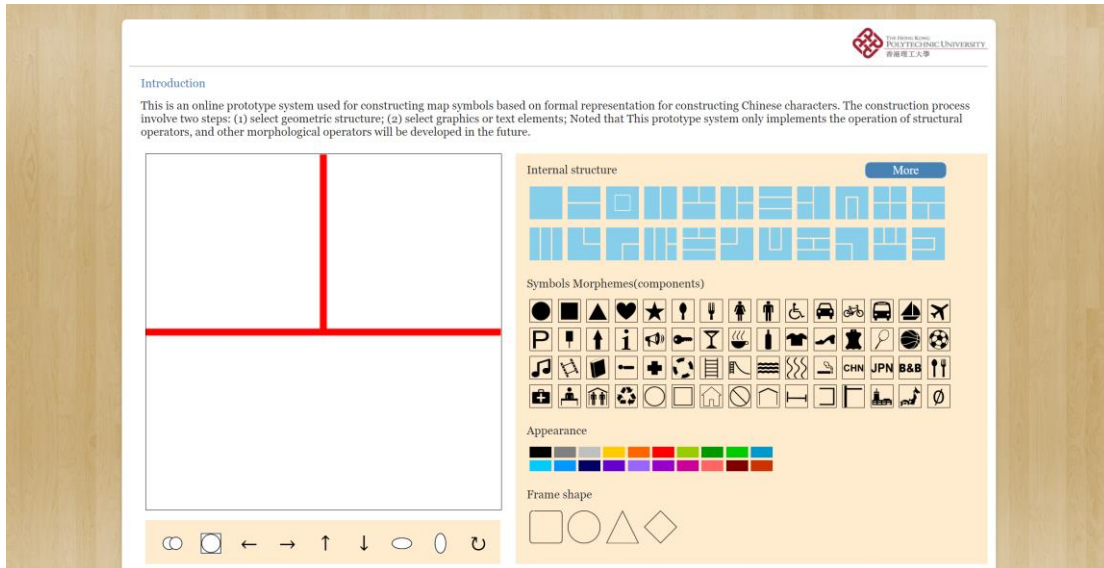 THE HONG KONG
POLYTECHNIC UNIVERSITY
香港理工大學
Introduction
This is an online prototype system used for constructing map symbols based on formal representation for constructing Chinese characters. The construction process
involve two steps: (1) select geometric structure; (2) select graphics or text elements; Noted that This prototype system only implements the operation of structural
operators, and other morphological operators will be developed in the future.
Internal structure
More
Symbols Morphemes(components)
P
i
CHN JPN B&B
Appearance
Frame shape